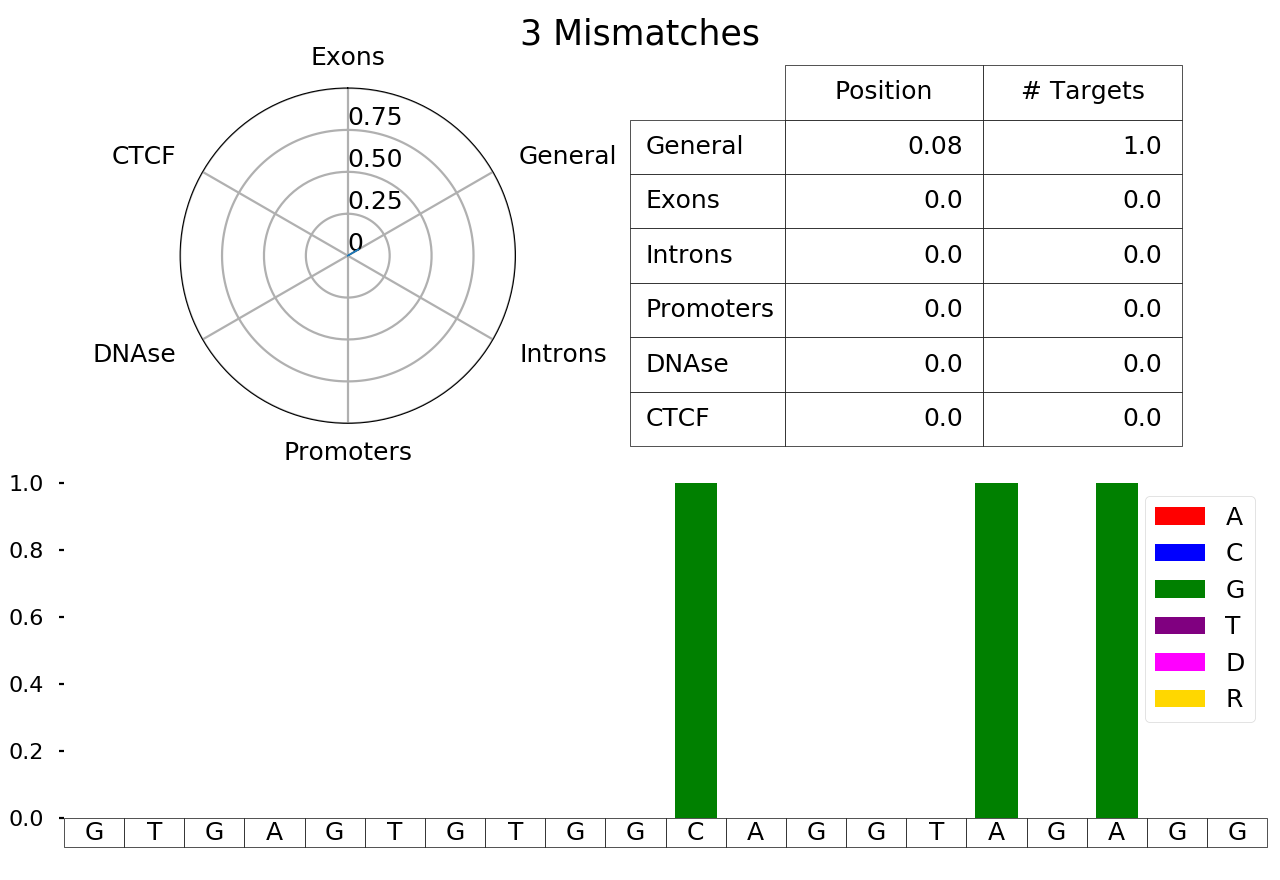 3 Mismatches
Exons
General
Introns
Promoters
DNAse
CTCF
0.75
0.50
0.25
0
Position # Targets
General 0.08 1.0
Exons 0.0 0.0
Introns 0.0 0.0
Promoters 0.0 0.0
DNAse 0.0 0.0
CTCF 0.0 0.0
1.0
0.8
0.6
0.4
0.2
0.0
A
C
G
T
D
R
G T G A G T G T G G C A G G T A G A G G